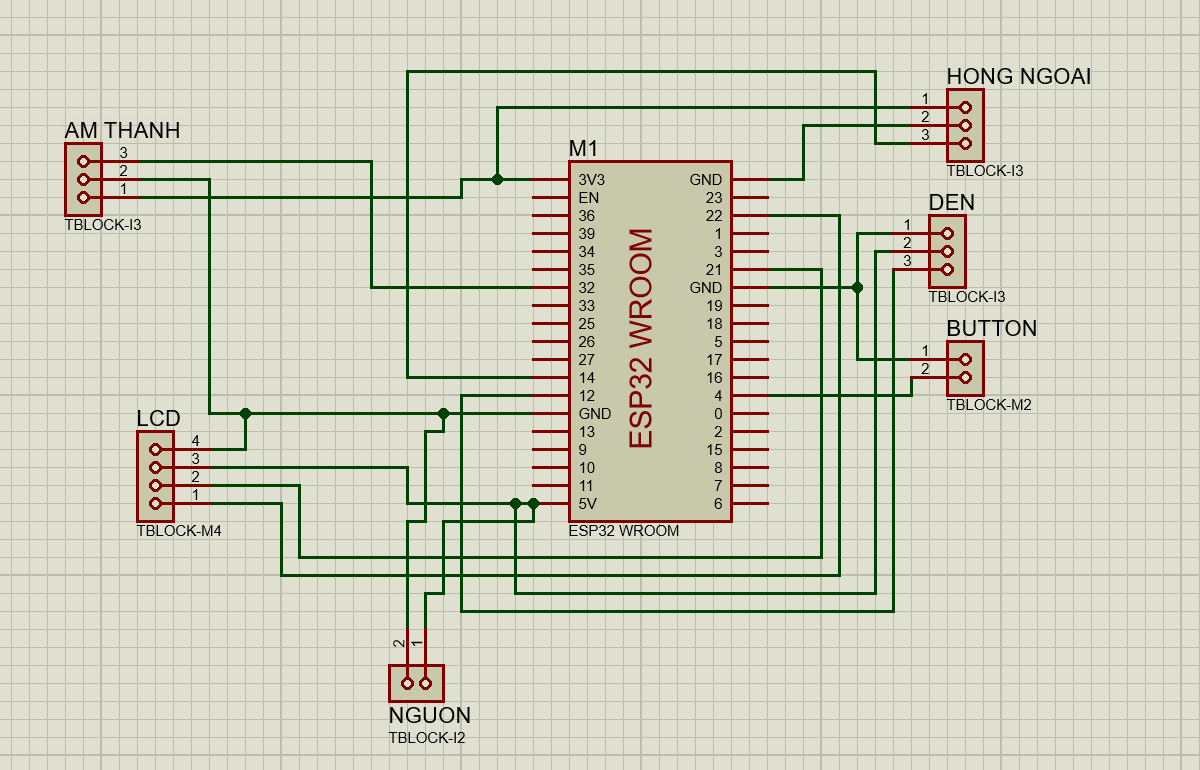 HONG NGOAI
1
2
3
TBLOCK-I3
AM THANH
3
2
1
TBLOCK-I3
M1
3V3
EN
36
39
34
35
32
33
25
26
27
14
12
GND
13
9
10
11
5V
ESP32 WROOM
GND
23
22
1
3
21
GND
19
18
5
17
16
4
0
2
15
8
7
6
ESP32 WROOM
DEN
1
2
3
TBLOCK-I3
BUTTON
1
2
TBLOCK-M2
LCD
4
3
2
1
TBLOCK-M4
2
1
NGUON
TBLOCK-I2